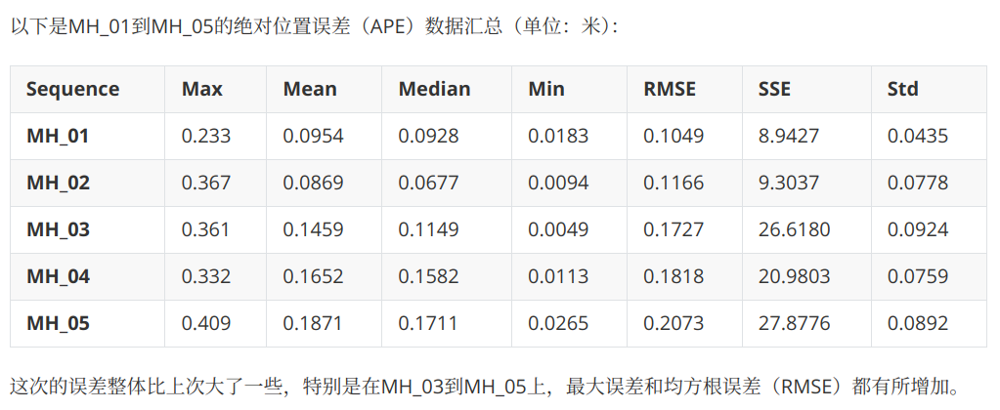 以下是MH_01到MH_05的绝对位置误差（APE）数据汇总（单位：米）：
Sequence Max Mean Median Min RMSE SSE Std
MH_01 0.233 0.0954 0.0928 0.0183 0.1049 8.9427 0.0435
MH_02 0.367 0.0869 0.0677 0.0094 0.1166 9.3037 0.0778
MH_03 0.361 0.1459 0.1149 0.0049 0.1727 26.6180 0.0924
MH_04 0.332 0.1652 0.1582 0.0113 0.1818 20.9803 0.0759
MH_05 0.409 0.1871 0.1711 0.0265 0.2073 27.8776 0.0892
这次的误差整体比上次大了一些，特别是在MH_03到MH_05上，最大误差和均方根误差（RMSE）都有所增加。